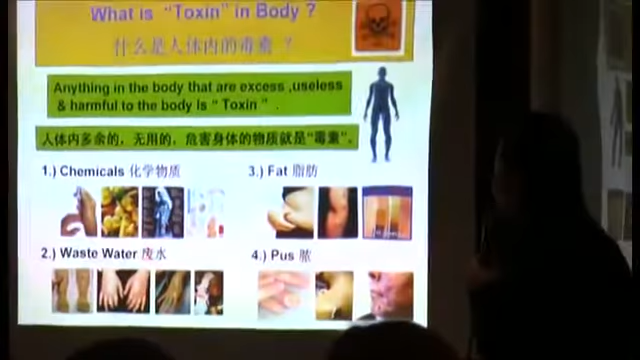 What is "Toxin" in Body ?
什么是人体内的毒素 ?
Anything in the body that are excess ,useless
& harmful to the body is " Toxin " .
人体内多余的，无用的，危害身体的物质就是"毒素"。
1.) Chemicals 化学物质
3.) Fat 脂肪
2.) Waste Water 废水
4.) Pus 脓